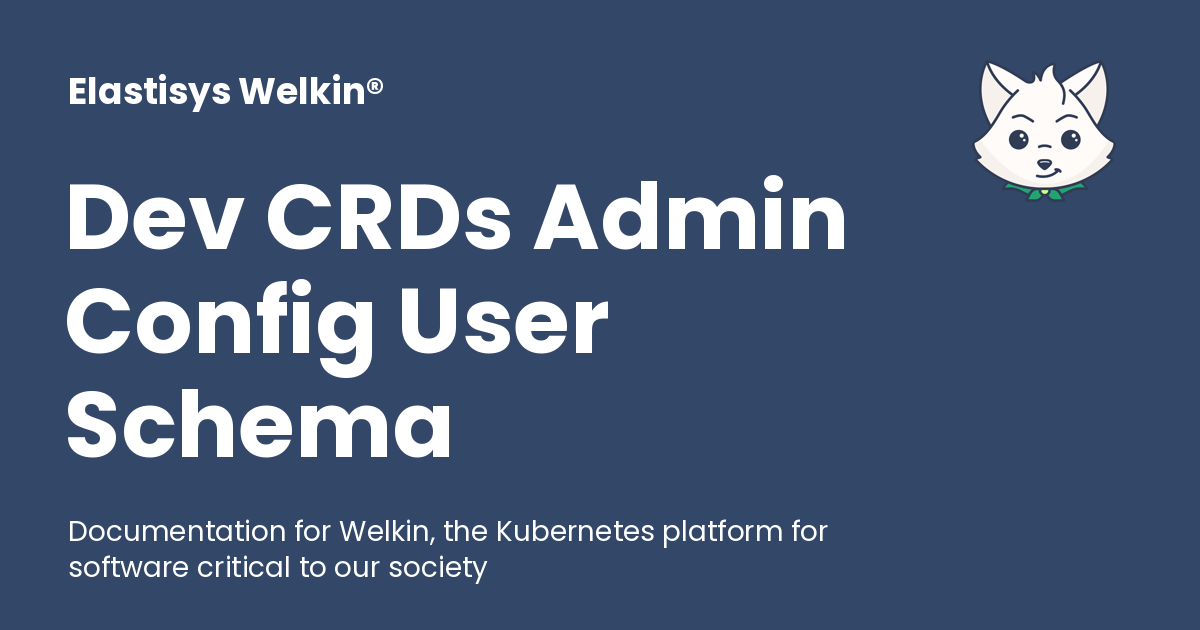 Elastisys Welkin®
Dev CRDs Admin
Config User
Schema
Documentation for Welkin, the Kubernetes platform for
software critical to our society